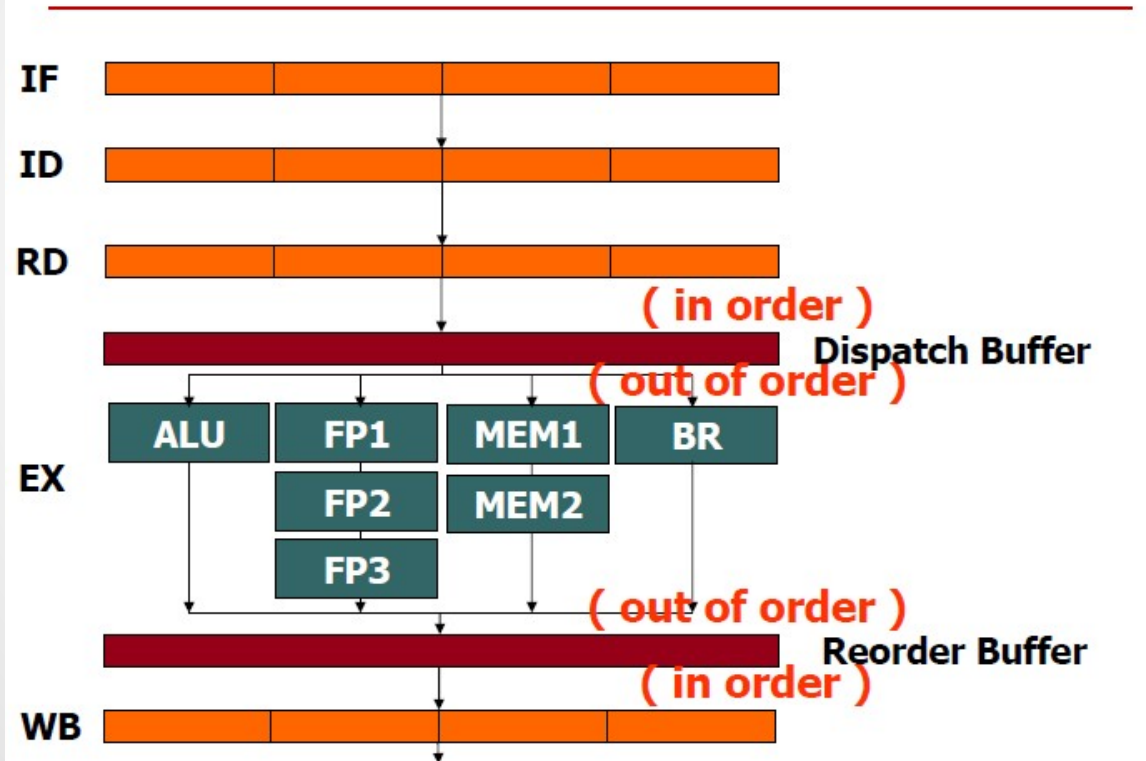 IF
ID
RD
( in order )
Dispatch Buffer
( out of order )
ALU FP1 MEM1 BR
EX
FP2 MEM2
FP3
( out of order )
Reorder Buffer
( in order )
WB